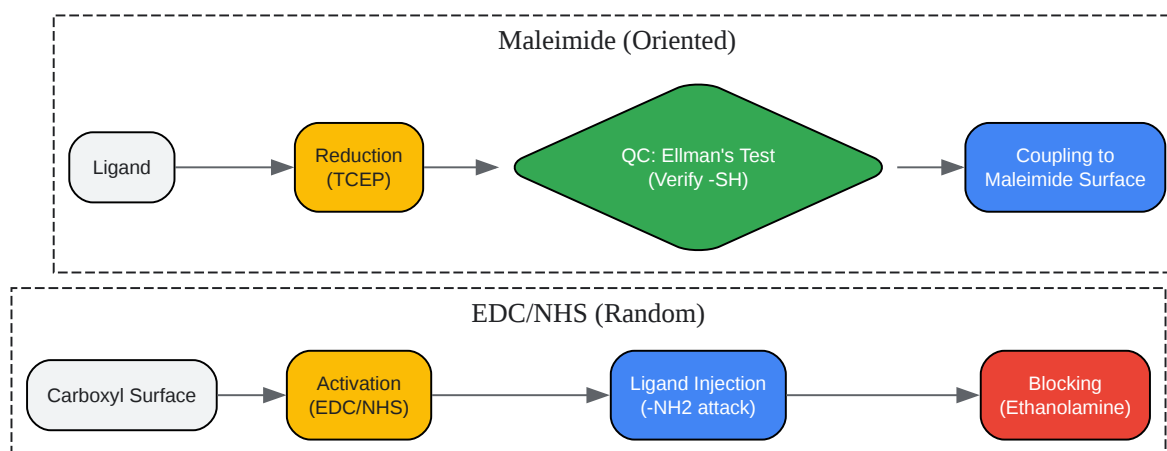 Maleimide (Oriented)
Ligand
Reduction
(TCEP)
QC: Ellman's Test
(Verify -SH)
Coupling to
Maleimide Surface
EDC/NHS (Random)
Carboxyl Surface
Activation
(EDC/NHS)
Ligand Injection
(-NH2 attack)
Blocking
(Ethanolamine)